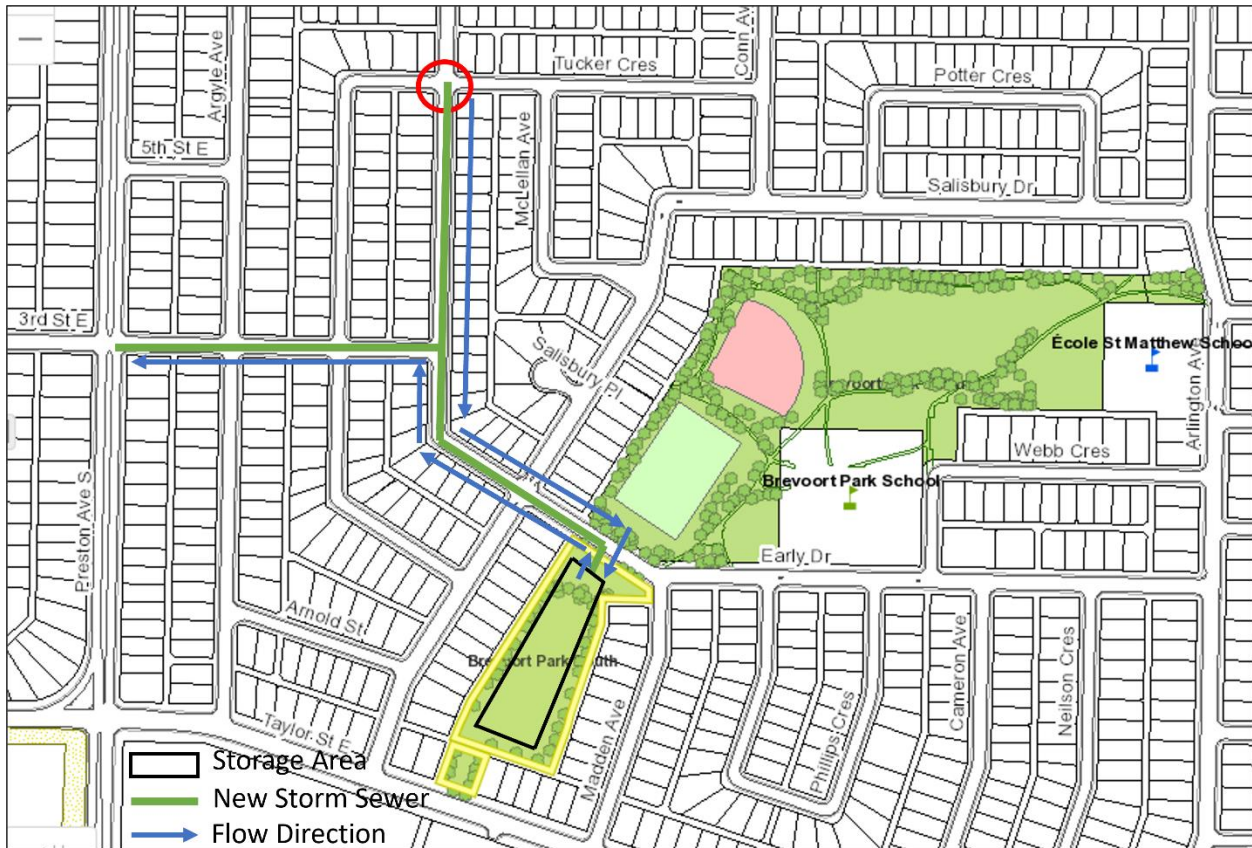 Argyle Ave
Tucker Cres
Conn Av
Potter Cres
5th St E
McLellan Ave
Salisbury Dr
3rd St E
Salisbury Pl
École St Matthew Schoo
Arlington Ave
Webb Cres
Brevoort Park School
Preston Ave S
Early Dr
Arnold St
Cameron Ave
Neilson Cres
Madden Ave
Phillips Cres
Taylor St E
Storage Area
New Storm Sewer
Flow Direction